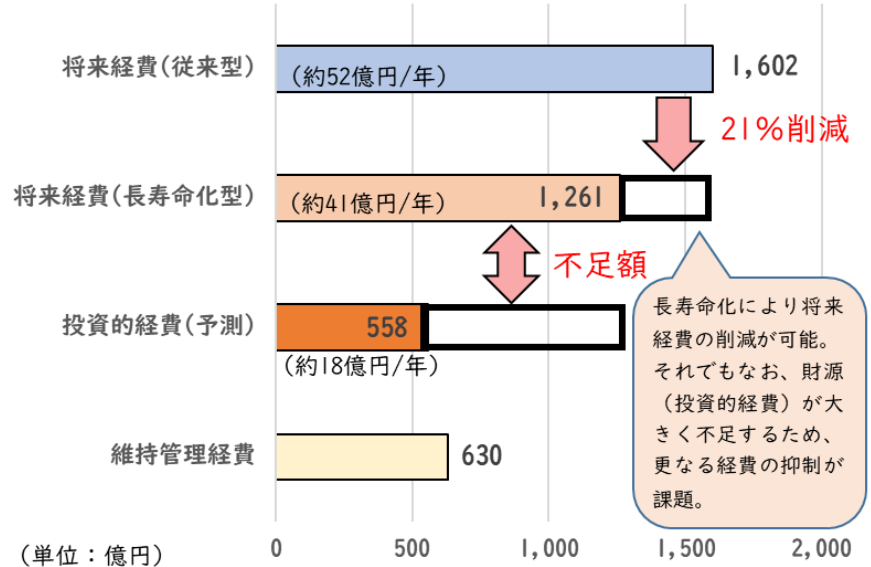 将来経費(従来型)
(約52億円/年)
1,602
21%削減
将来経費(長寿命化型)
(約41億円/年)
1,261
不足額
投資的経費(予測)
558
(約18億円/年)
長寿命化により将来
経費の削減が可能。
それでもなお、財源
(投資的経費)が大
きく不足するため、
更なる経費の抑制が
課題。
維持管理経費
630
(単位:億円)
0
500
1,000
1,500
2,000